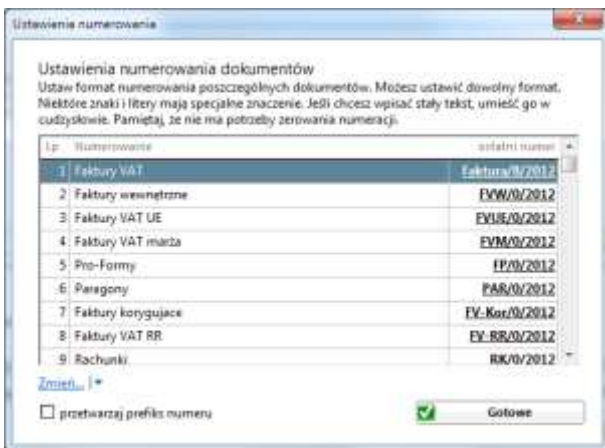 Ustawienia numerowania
Ustawienia numerowania dokumentów
Ustaw format numerowania poszczególnych dokumentów. Możesz ustawić dowolny format.
Niektóre znaki i litery mają specjalne znaczenie. Jeśli chcesz wpisać stały tekst, umieść go w
cudzysłowie. Pamiętaj, że nie ma potrzeby zerowania numeracji.
Lp Numerowanie ostatni numer
1 Faktury VAT Faktura/8/2012
2 Faktury wewnętrzne FVW/0/2012
3 Faktury VAT UE FVUE/0/2012
4 Faktury VAT marża FVM/0/2012
5 Pro-Formy FP/0/2012
6 Paragony PAR/0/2012
7 Faktury korygujace FV-Kor/0/2012
8 Faktury VAT RR FV-RR/0/2012
9 Rachunki RK/0/2012
Zmień...
przetwarzaj prefiks numeru Gotowe